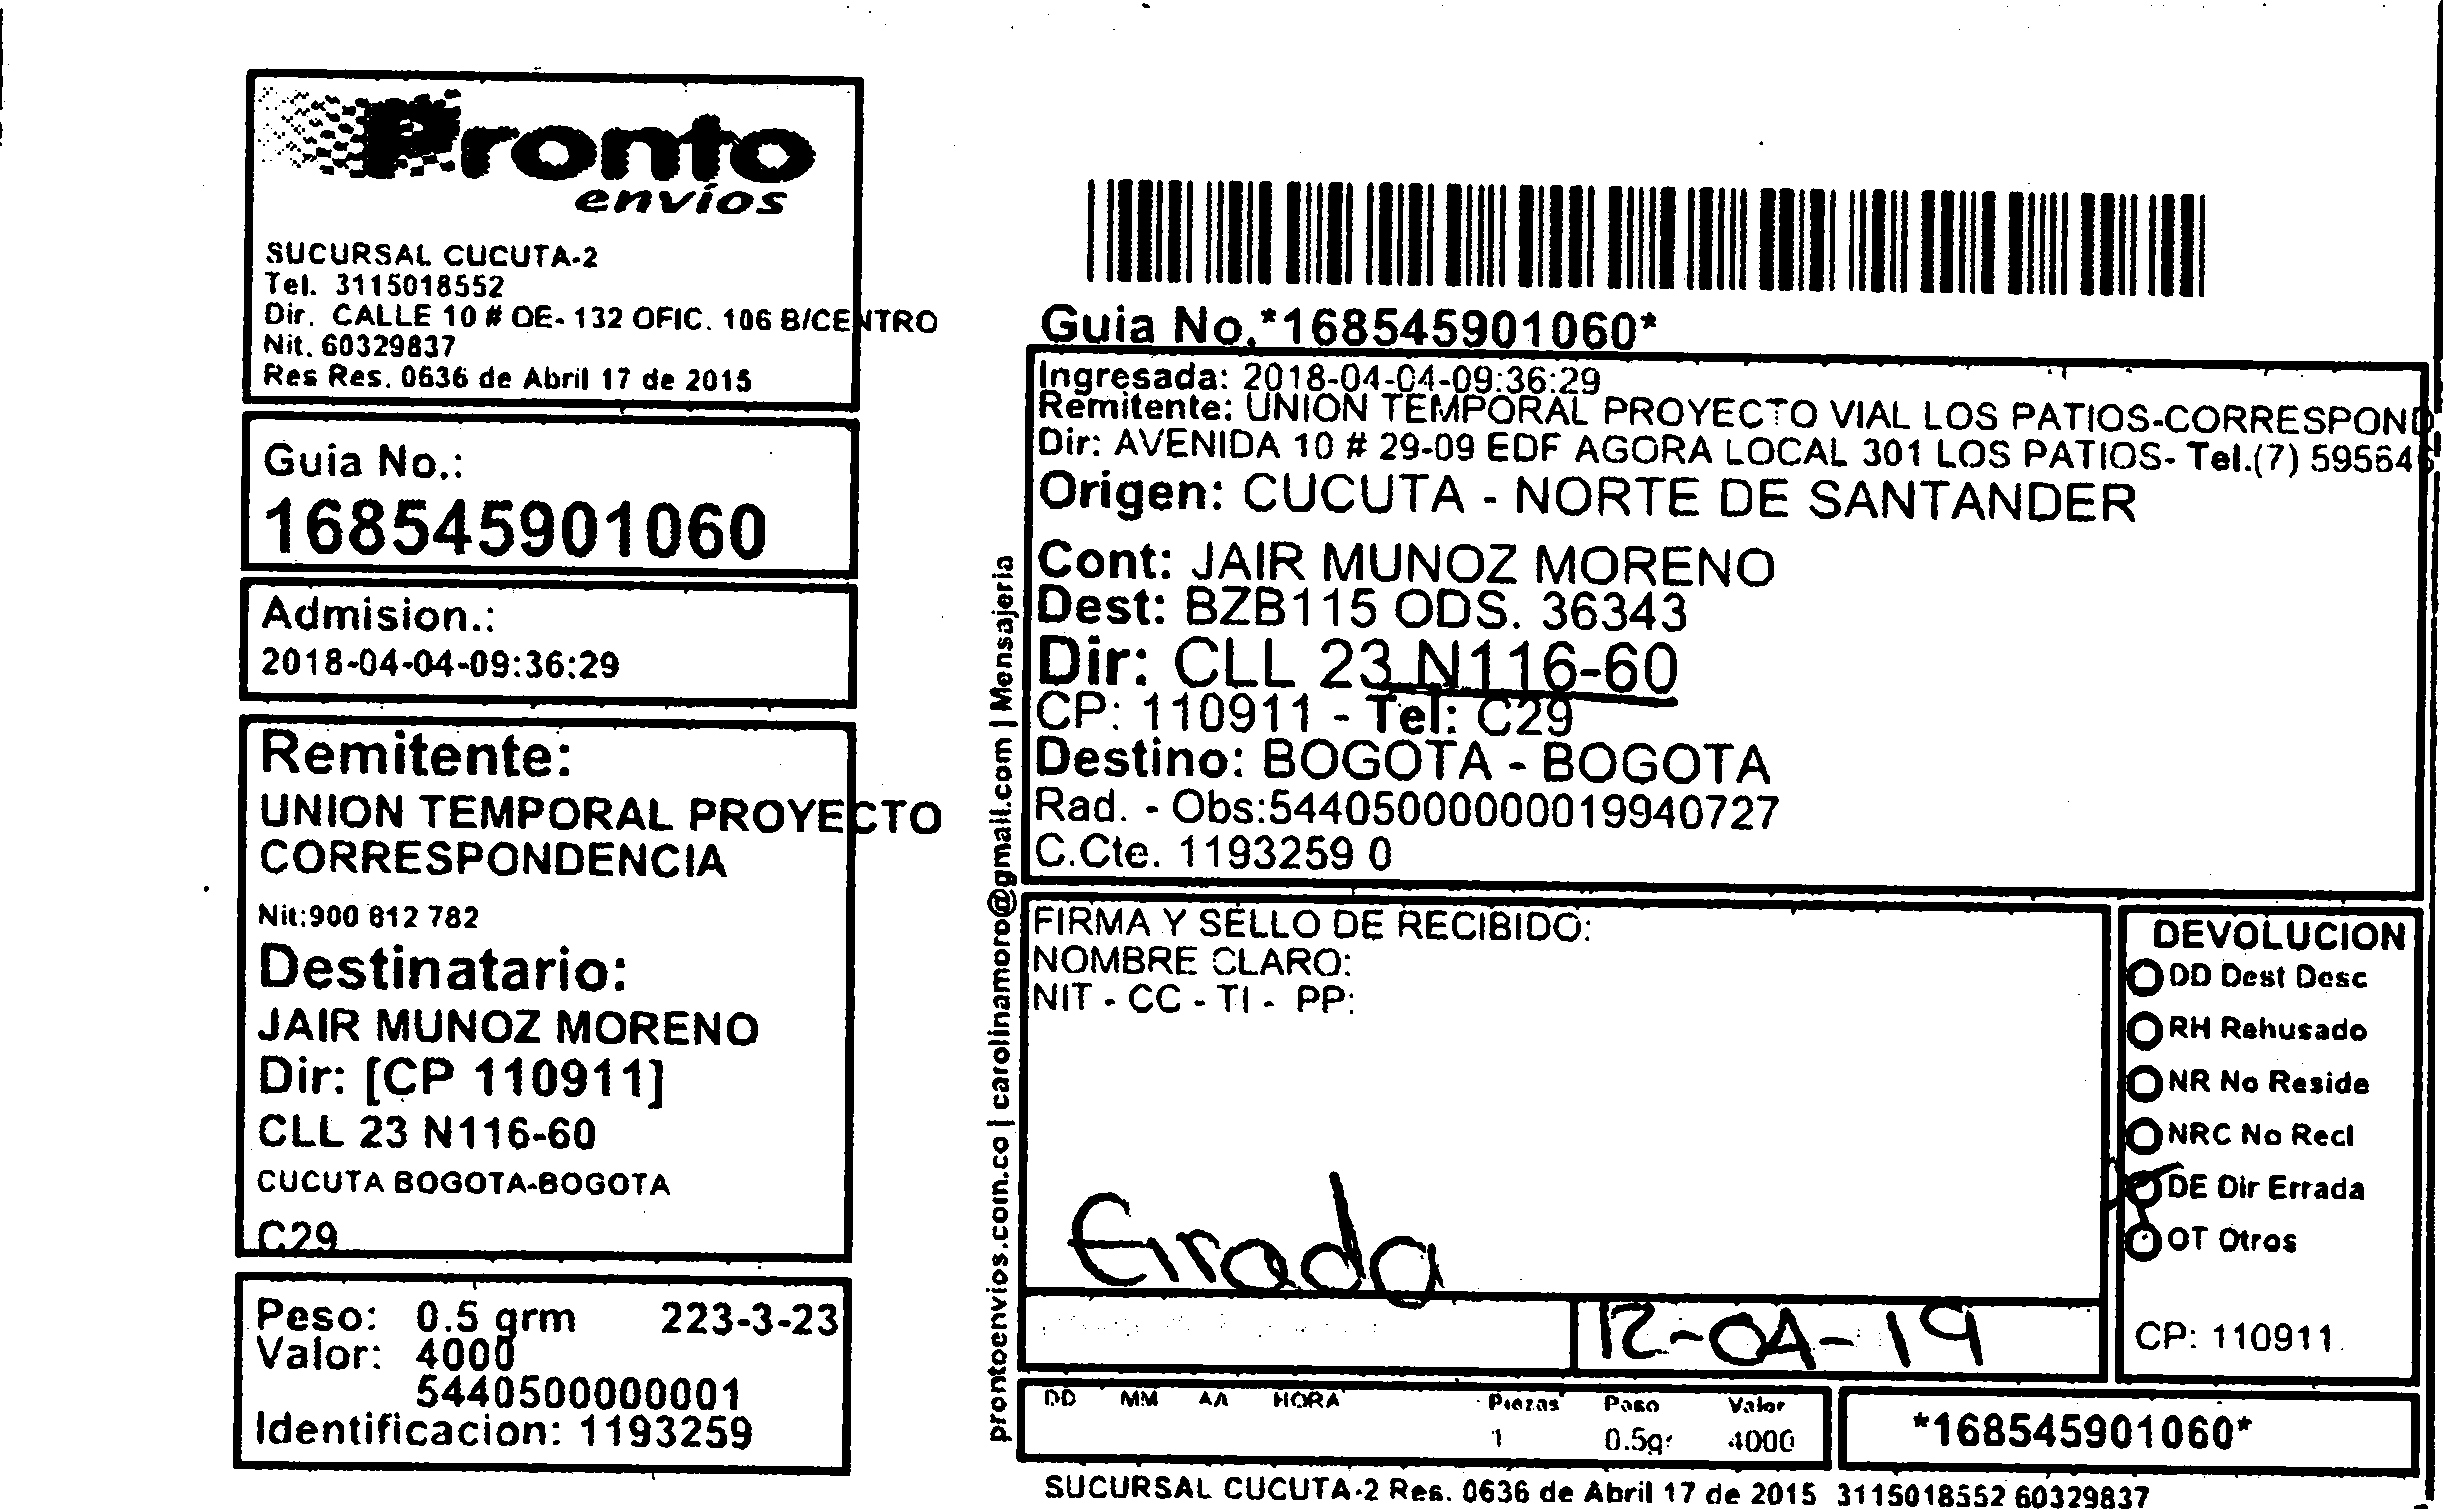 Pronto
envíos
SUCURSAL CUCUTA-2
Tel. 3115018552
Dir. CALLE 10 # OE- 132 OFIC. 106 B/CENTRO
Nit. 60329837
Res Res. 0636 de Abril 17 de 2015
Guia No.:
168545901060
Admision.:
2018-04-04-09:36:29
Remitente:
UNION TEMPORAL PROYECTO
CORRESPONDENCIA
Nit:900 812 782
Destinatario:
JAIR MUNOZ MORENO
Dir: [CP 110911]
CLL 23 N116-60
CUCUTA BOGOTA-BOGOTA
C29
Peso: 0.5 grm 223-3-23
Valor: 4000
5440500000001
Identificacion: 1193259
prontoenvios.com.co | carolinamoro@gmail.com | Mensajeria
Guia No.*168545901060*
Ingresada: 2018-04-04-09:36:29
Remitente: UNION TEMPORAL PROYECTO VIAL LOS PATIOS-CORRESPOND
Dir: AVENIDA 10 # 29-09 EDF AGORA LOCAL 301 LOS PATIOS- Tel.(7) 595564
Origen: CUCUTA - NORTE DE SANTANDER
Cont: JAIR MUNOZ MORENO
Dest: BZB115 ODS. 36343
Dir: CLL 23 N116-60
CP: 110911 - Tel: C29
Destino: BOGOTA - BOGOTA
Rad. - Obs:544050000000019940727
C.Cte. 1193259 0
FIRMA Y SELLO DE RECIBIDO:
NOMBRE CLARO:
NIT - CC - TI - PP:
Errada
12-04-19
DEVOLUCION
DD Dest Desc
RH Rehusado
NR No Reside
NRC No Recl
DE Dir Errada
OT Otros
CP: 110911
DD MM AA HORA Piezas Peso Valor
1 0.5gr 4000
*168545901060*
SUCURSAL CUCUTA-2 Res. 0636 de Abril 17 de 2015 3115018552 60329837